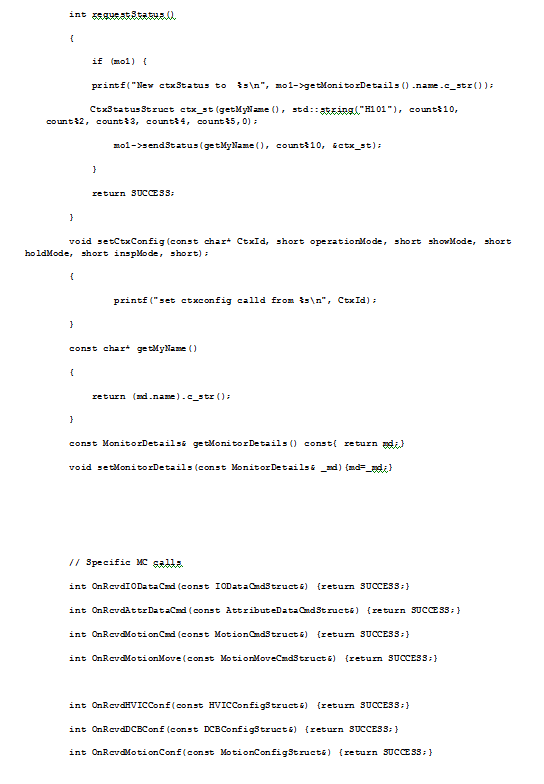 int requestStatus()
{
if (mo1) {
printf("New ctxStatus to  %s\n", mo1->getMonitorDetails().name.c_str());
CtxStatusStruct ctx_st(getMyName(), std::string("H101"), count%10,
count%2, count%3, count%4, count%5,0);
mo1->sendStatus(getMyName(), count%10, &ctx_st);
}
return SUCCESS;
}
void setCtxConfig(const char* CtxId, short operationMode, short showMode, short
holdMode, short inspMode, short);
{
printf("set ctxconfig calld from %s\n", CtxId);
}
const char* getMyName()
{
return (md.name).c_str();
}
const MonitorDetails& getMonitorDetails() const{ return md;}
void setMonitorDetails(const MonitorDetails& _md){md=_md;}
// Specific MC calls
int OnRcvdIODataCmd(const IODataCmdStruct&) {return SUCCESS;}
int OnRcvdAttrDataCmd(const AttributeDataCmdStruct&) {return SUCCESS;}
int OnRcvdMotionCmd(const MotionCmdStruct&) {return SUCCESS;}
int OnRcvdMotionMove(const MotionMoveCmdStruct&) {return SUCCESS;}
int OnRcvdHVICConf(const HVICConfigStruct&) {return SUCCESS;}
int OnRcvdDCBConf(const DCBConfigStruct&) {return SUCCESS;}
int OnRcvdMotionConf(const MotionConfigStruct&) {return SUCCESS;}